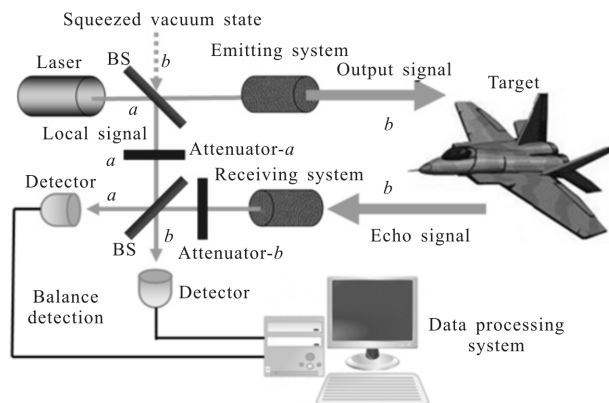 Squeezed vacuum state
BS
b
Emitting system
Laser
Output signal
Target
a
b
Local signal
a
Attenuator-a
Detector
a
Receiving system
b
BS
b
Attenuator-b
Echo signal
Detector
Balance
detection
Data processing
system